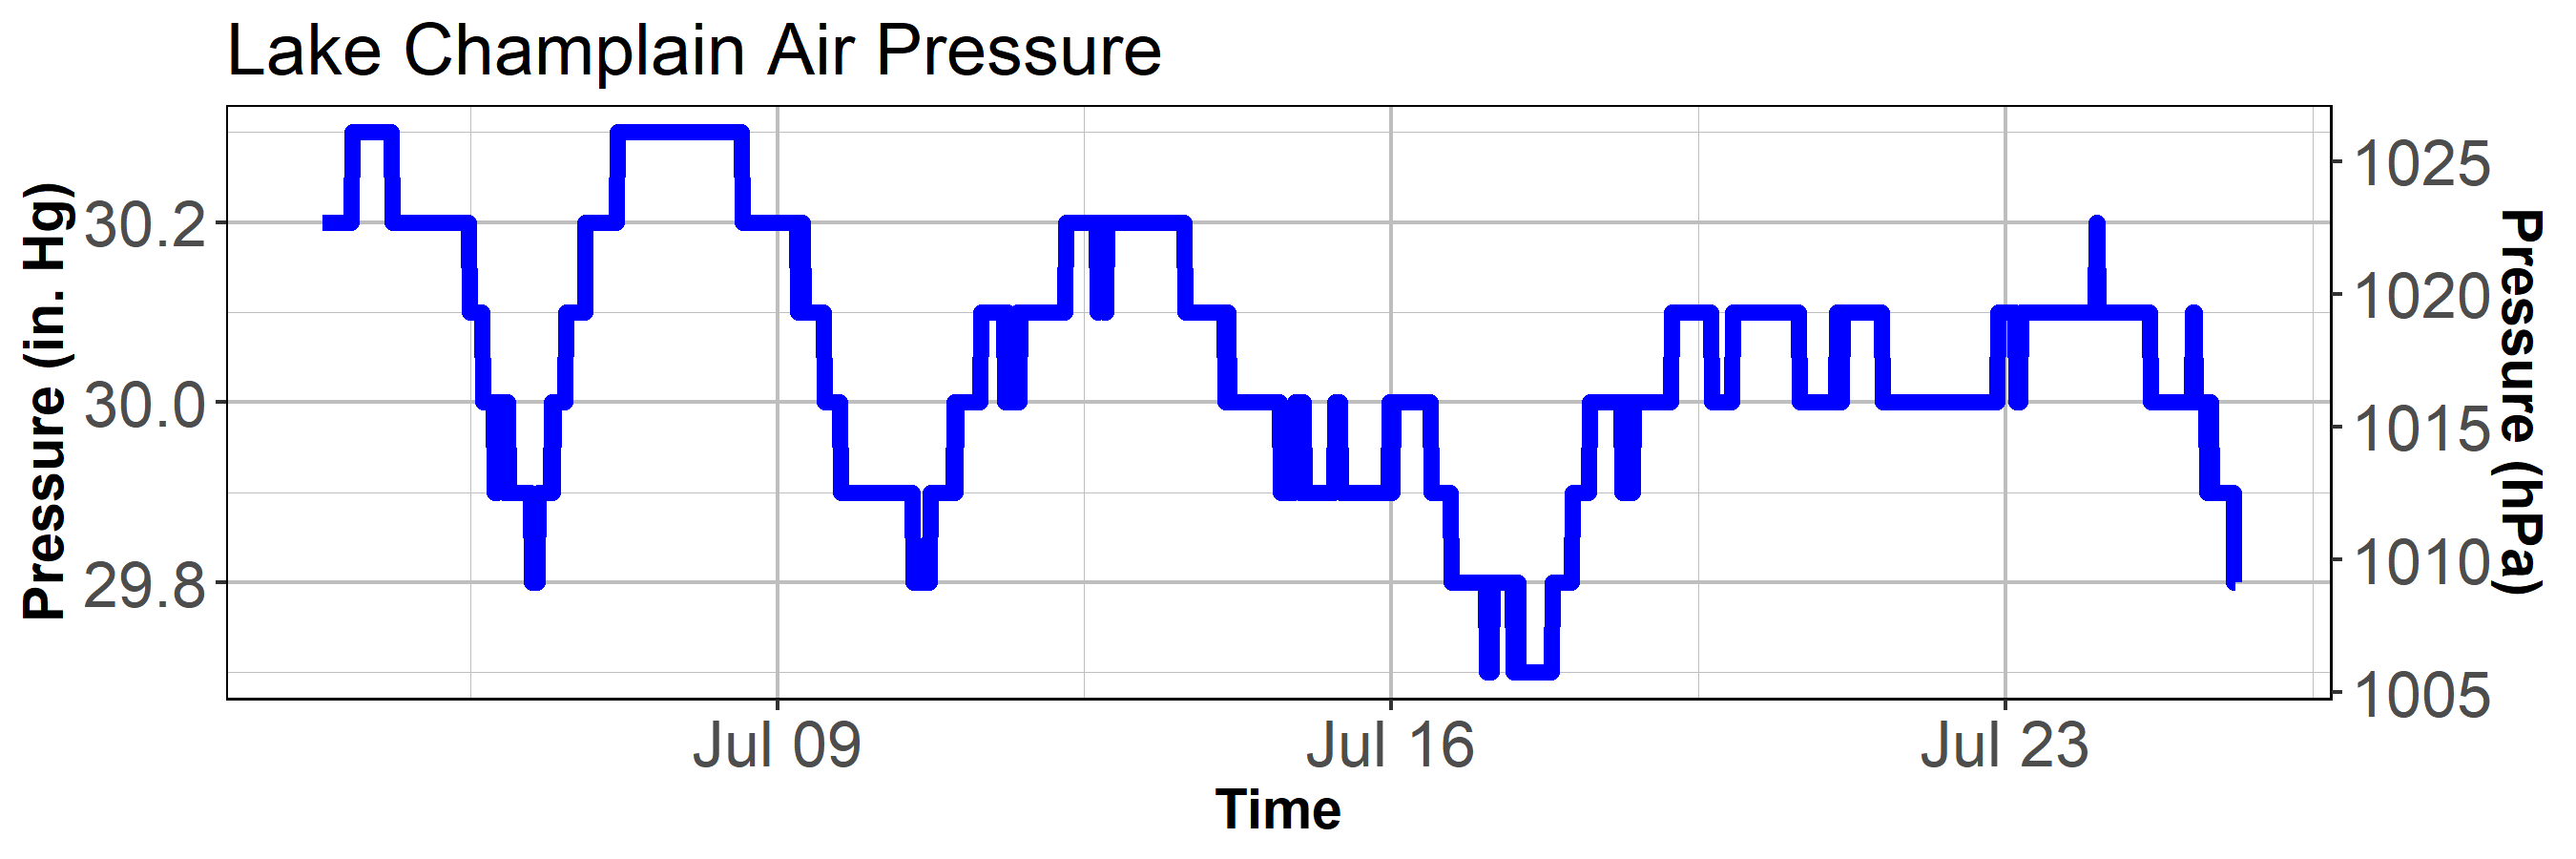 Lake Champlain Air Pressure
Pressure (in. Hg)
30.2
30.0
29.8
1025
1020
1015
1010
1005
Pressure (hPa)
Jul 09 Jul 16 Jul 23
Time